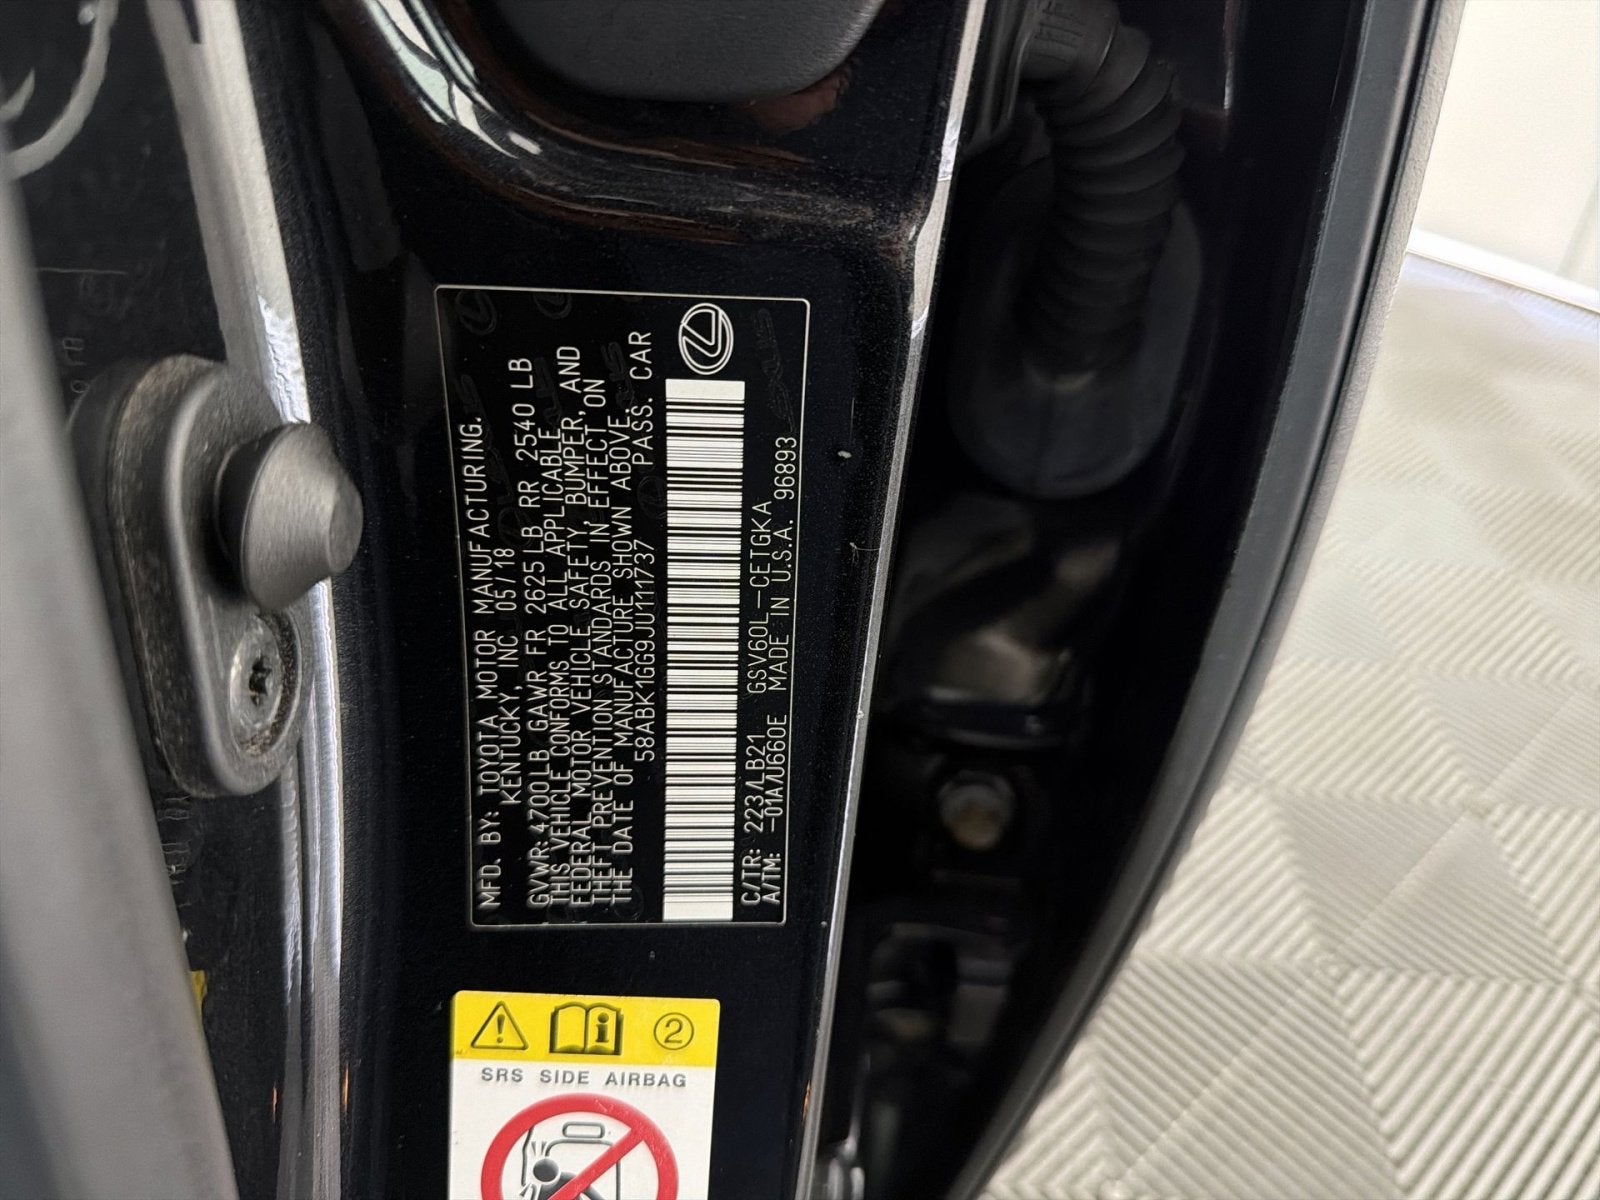 MFD. BY: TOYOTA MOTOR MANUFACTURING.
KENTUCKY, INC 05/18
GVWR: 4700LB GAWR FR 2625LB RR 2540 LB
THIS VEHICLE CONFORMS TO ALL APPLICABLE
FEDERAL MOTOR VEHICLE SAFETY, BUMPER, AND
THEFT PREVENTION STANDARDS IN EFFECT ON
THE DATE OF MANUFACTURE SHOWN ABOVE.
58ABK1GG9JU111737 PASS. CAR
C/TR: 223/LB21 GSV60L-CETGKA
A/TM: -01A/U660E MADE IN U.S.A. 96893
2
SRS SIDE AIRBAG